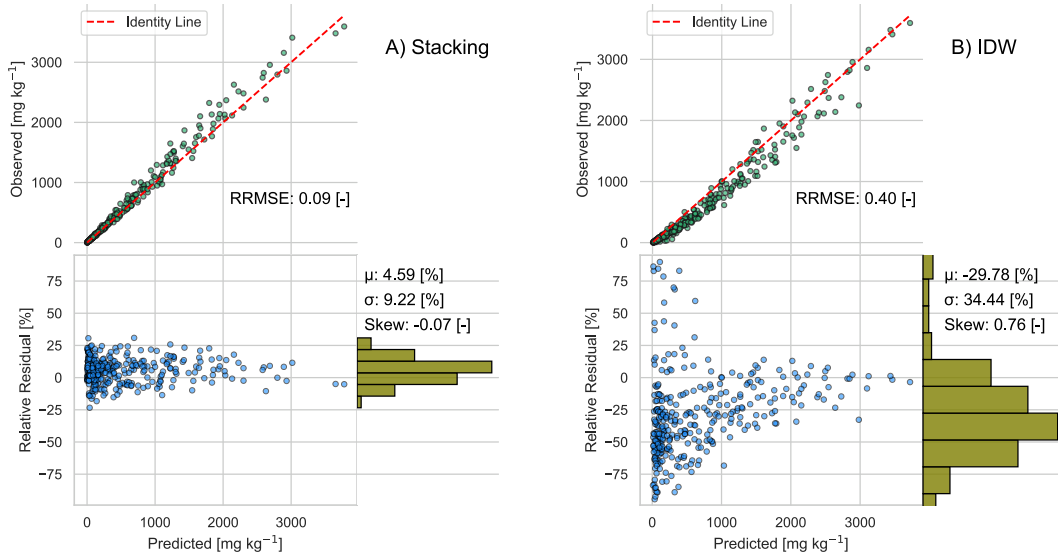 Identity Line
A) Stacking
Observed [mg kg⁻¹]
3000
2000
1000
0
RRMSE: 0.09 [-]
Relative Residual [%]
75
50
25
0
−25
−50
−75
μ: 4.59 [%]
σ: 9.22 [%]
Skew: -0.07 [-]
0 1000 2000 3000
Predicted [mg kg⁻¹]
Identity Line
B) IDW
Observed [mg kg⁻¹]
3000
2000
1000
0
RRMSE: 0.40 [-]
Relative Residual [%]
75
50
25
0
−25
−50
−75
μ: -29.78 [%]
σ: 34.44 [%]
Skew: 0.76 [-]
0 1000 2000 3000
Predicted [mg kg⁻¹]